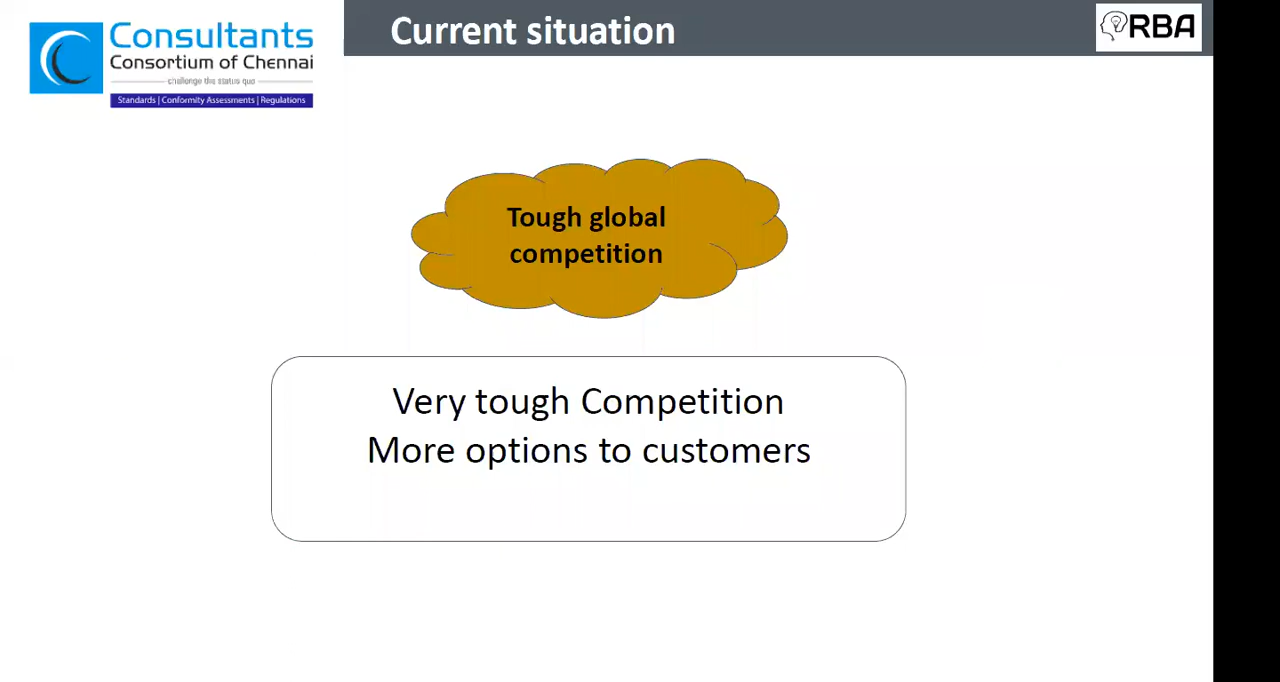 Consultants
Consortium of Chennai
challenge the status quo
Standards | Conformity Assessments | Regulations
Current situation
RBA
Tough global
competition
Very tough Competition
More options to customers